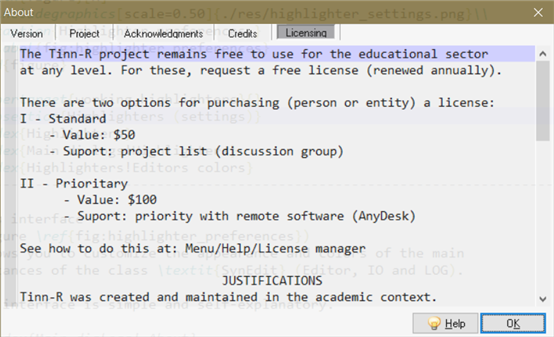 About
Version
Project
Acknowledgments
Credits
Licensing
The Tinn-R project remains free to use for the educational sector
at any level. For these, request a free license (renewed annually).
There are two options for purchasing (person or entity) a license:
I - Standard
- Value: $50
- Suport: project list (discussion group)
II - Prioritary
- Value: $100
- Suport: priority with remote software (AnyDesk)
See how to do this at: Menu/Help/License manager
JUSTIFICATIONS
Tinn-R was created and maintained in the academic context.
Help
OK